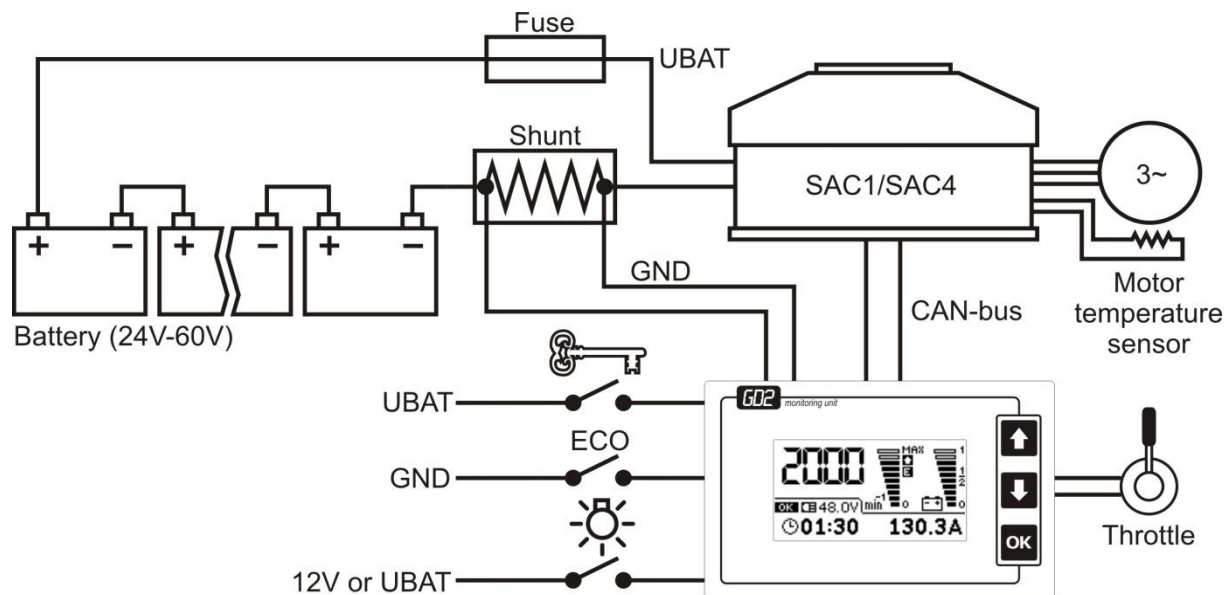 Fuse
UBAT
Shunt
SAC1/SAC4
3~
+ − + − + −
GND
Battery (24V-60V)
CAN-bus
Motor
temperature
sensor
UBAT
ECO
GND
12V or UBAT
GD2 monitoring unit
2000
MAX
E
1
1/2
0
min⁻¹ 0
OK 48.0V
01:30 130.3A
OK
Throttle